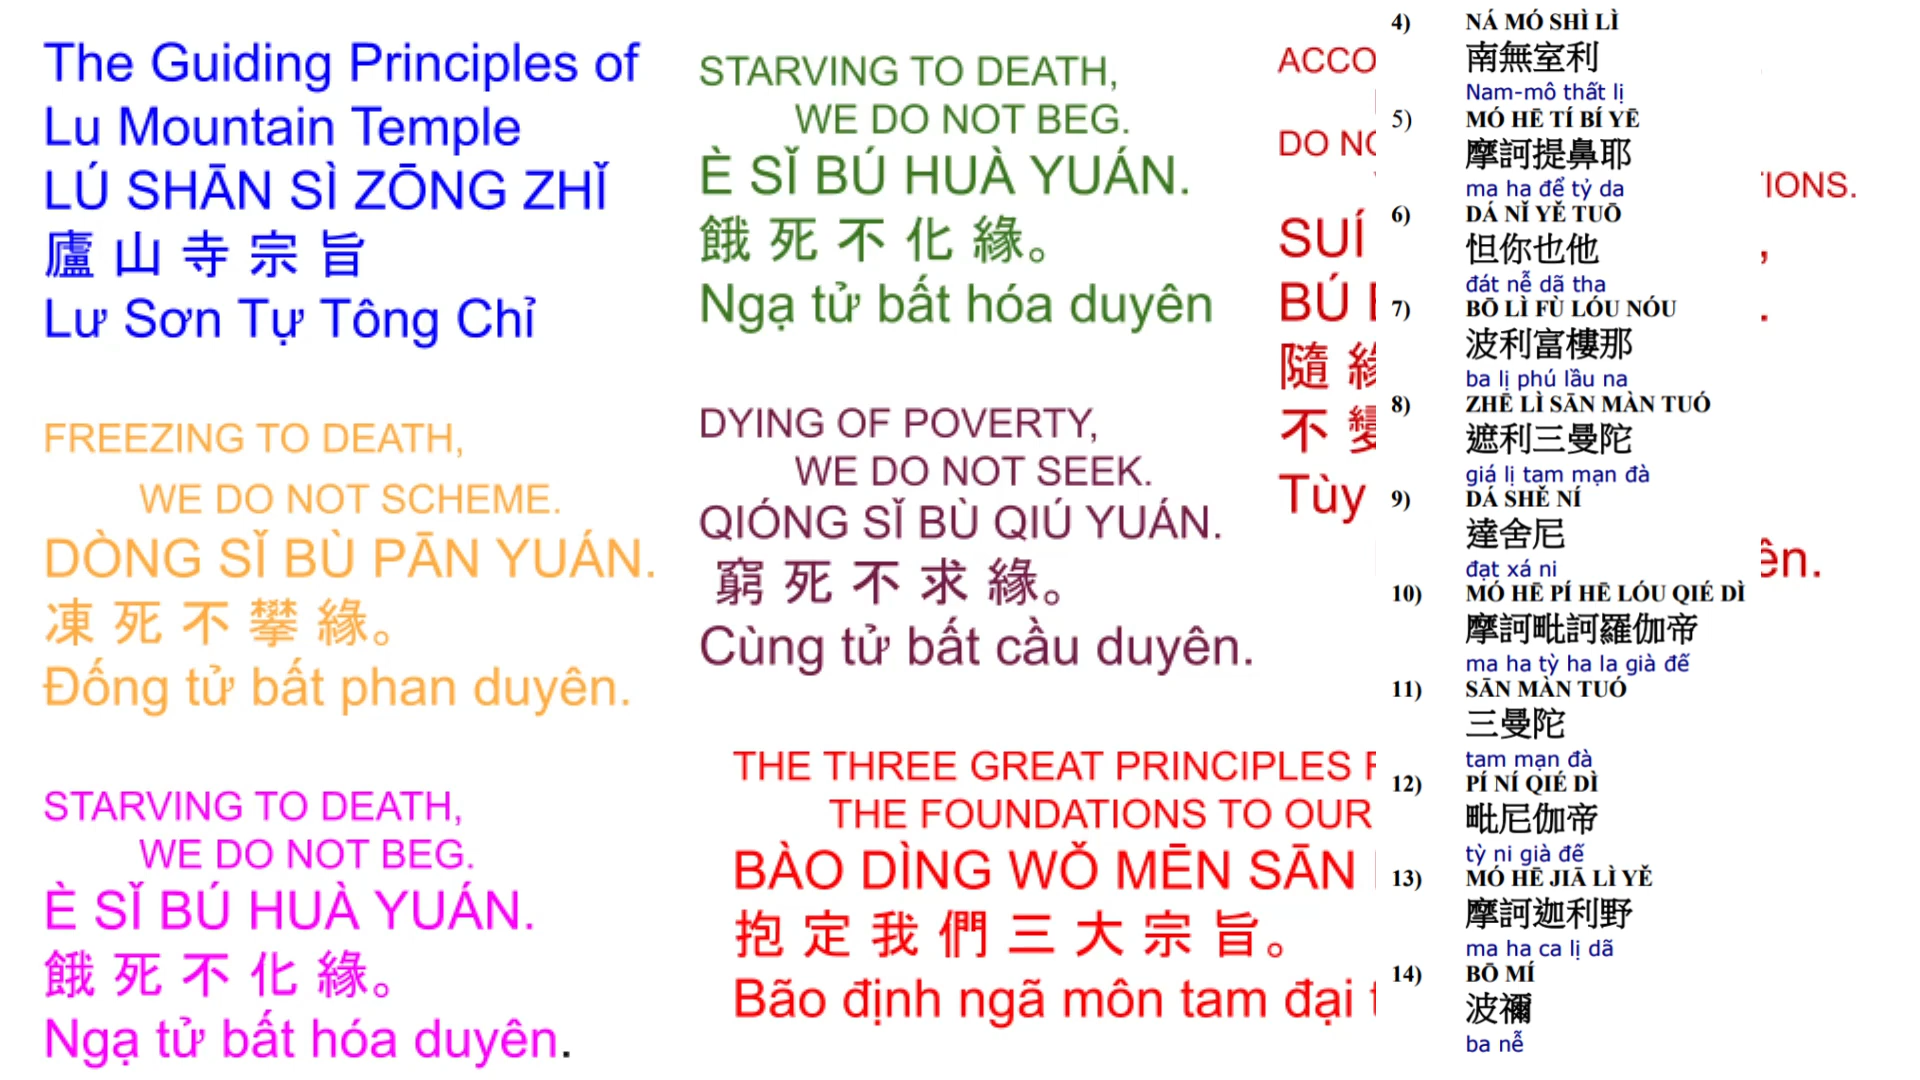 The Guiding Principles of
Lu Mountain Temple
LÚ SHĀN SÌ ZŌNG ZHǏ
廬 山 寺 宗 旨
Lư Sơn Tự Tông Chỉ
FREEZING TO DEATH,
WE DO NOT SCHEME.
DÒNG SǏ BÙ PĀN YUÁN.
凍 死 不 攀 緣。
Đống tử bất phan duyên.
STARVING TO DEATH,
WE DO NOT BEG.
È SǏ BÚ HUÀ YUÁN.
餓 死 不 化 緣。
Ngạ tử bất hóa duyên.
STARVING TO DEATH,
WE DO NOT BEG.
È SǏ BÚ HUÀ YUÁN.
餓 死 不 化 緣。
Ngạ tử bất hóa duyên
DYING OF POVERTY,
WE DO NOT SEEK.
QIÓNG SǏ BÙ QIÚ YUÁN.
窮 死 不 求 緣。
Cùng tử bất cầu duyên.
THE THREE GREAT PRINCIPLES
THE FOUNDATIONS TO OUR
BÀO DÌNG WǑ MĒN SĀN
抱 定 我 們 三 大 宗 旨。
Bão định ngã môn tam đại
DO
SUÍ
BÚ
隨
不
Tùy
4) NÁ MÓ SHÌ LÌ
南無室利
Nam-mô thất lị
5) MÓ HĒ TÍ BÍ YĒ
摩訶提鼻耶
ma ha để tỷ da
6) DÁ NǏ YĚ TUŌ
怛你也他
đát nễ dã tha
7) BŌ LÌ FÙ LÓU NÓU
波利富樓那
ba lị phú lầu na
8) ZHĒ LÌ SĀN MÀN TUÓ
遮利三曼陀
giá lị tam mạn đà
9) DÁ SHĚ NÍ
達舍尼
đạt xá ni
10) MÓ HĒ PÍ HĒ LÓU QIÉ DÌ
摩訶毗訶羅伽帝
ma ha tỳ ha la già đế
11) SĀN MÀN TUÓ
三曼陀
tam mạn đà
12) PÍ NÍ QIÉ DÌ
毗尼伽帝
tỳ ni già đế
13) MÓ HĒ JIĀ LÌ YĚ
摩訶迦利野
ma ha ca lị dã
14) BŌ MÍ
波禰
ba nễ